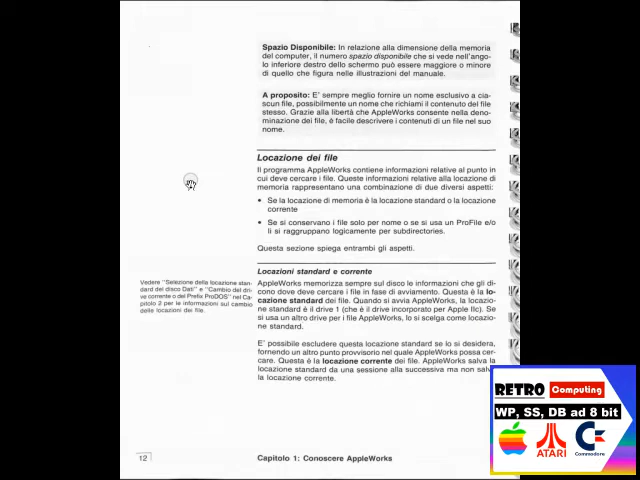 Spazio Disponibile: In relazione alla dimensione della memoria
del computer, il numero spazio disponibile che si vede nell'ango-
lo inferiore destro dello schermo può essere maggiore o minore
di quello che figura nelle illustrazioni del manuale.
A proposito: E' sempre meglio fornire un nome esclusivo a cia-
scun file, possibilmente un nome che richiami il contenuto del file
stesso. Grazie alla libertà che AppleWorks consente nella deno-
minazione dei file, è facile descrivere i contenuti di un file nel suo
nome.
Locazione dei file
Il programma AppleWorks contiene informazioni relative al punto in
cui deve cercare i file. Queste informazioni relative alla locazione di
memoria rappresentano una combinazione di due diversi aspetti:
• Se la locazione di memoria è la locazione standard o la locazione
corrente
• Se si conservano i file solo per nome o se si usa un ProFile e/o
li si raggruppano logicamente per subdirectories.
Questa sezione spiega entrambi gli aspetti.
Locazioni standard e corrente
Vedere "Selezione della locazione stan-
dard del disco Dati" e "Cambio del dri-
ve corrente o del Prefix ProDOS" nel Ca-
pitolo 2 per le informazioni sul cambio
delle locazioni dei file.
AppleWorks memorizza sempre sul disco le informazioni che gli di-
cono dove deve cercare i file in fase di avviamento. Questa è la lo-
cazione standard dei file. Quando si avvia AppleWorks, la locazio-
ne standard è il drive 1 (che è il drive incorporato per Apple IIc). Se
si usa un altro drive per i file AppleWorks, lo si scelga come locazio-
ne standard.
E' possibile escludere questa locazione standard se lo si desidera,
fornendo un altro punto provvisorio nel quale AppleWorks possa cer-
care. Questa è la locazione corrente dei file. AppleWorks salva la
locazione standard da una sessione alla successiva ma non salva
la locazione corrente.
12
Capitolo 1: Conoscere AppleWorks
RETRO Computing
WP, SS, DB ad 8 bit
ATARI
Commodore